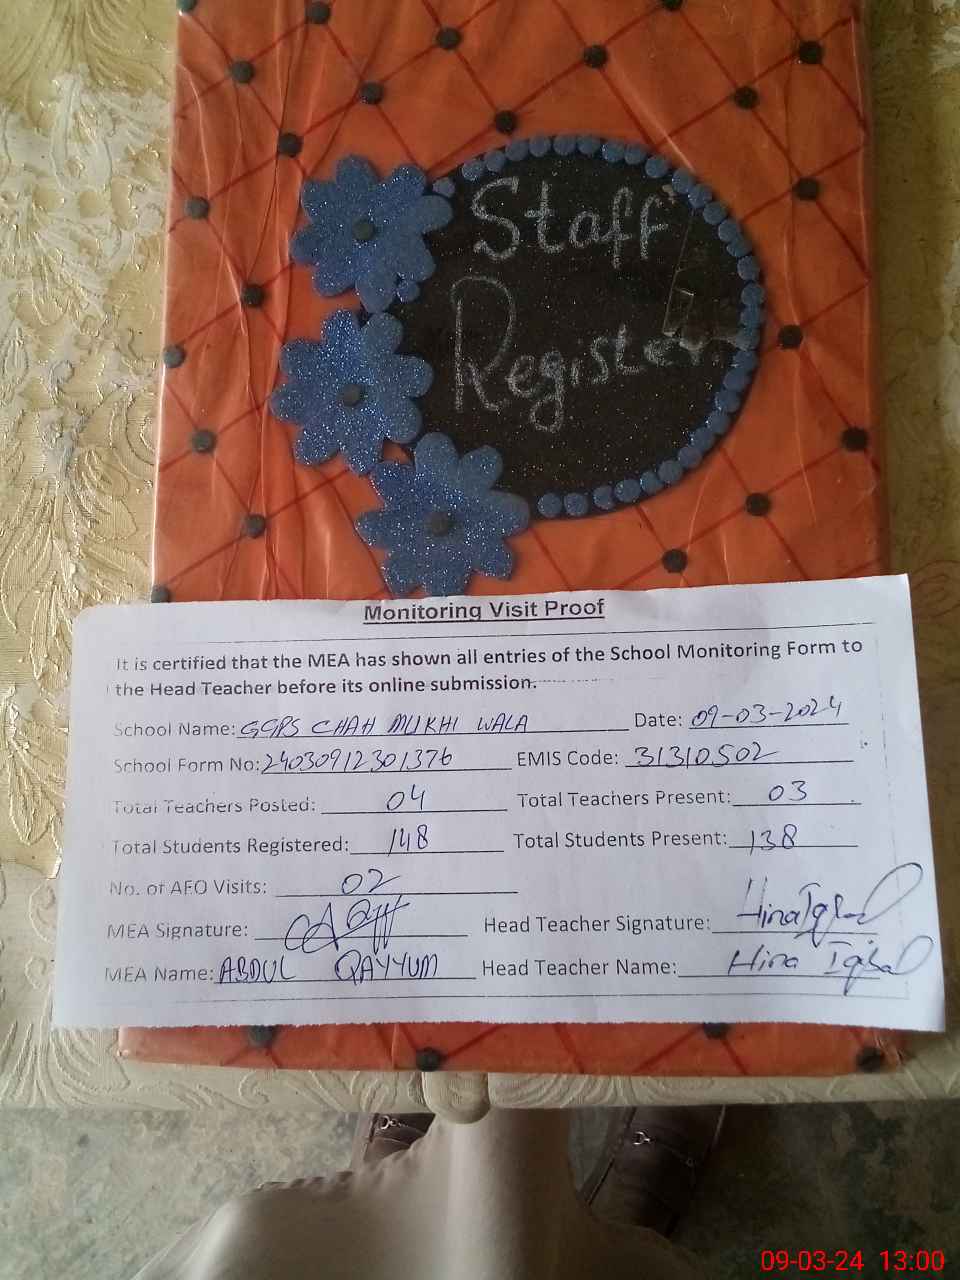 Staff
Register
Monitoring Visit Proof
It is certified that the MEA has shown all entries of the School Monitoring Form to
the Head Teacher before its online submission.
School Name: GGPS CHAH MUKHI WALA Date: 09-03-2024
School Form No: 24030912301376 EMIS Code: 31310502
Total Teachers Posted: 04 Total Teachers Present: 03
Total Students Registered: 148 Total Students Present: 138
No. of AEO Visits: 02
MEA Signature: Head Teacher Signature: Hina Iqbal
MEA Name: ABDUL QAYYUM Head Teacher Name: Hina Iqbal
09-03-24 13:00